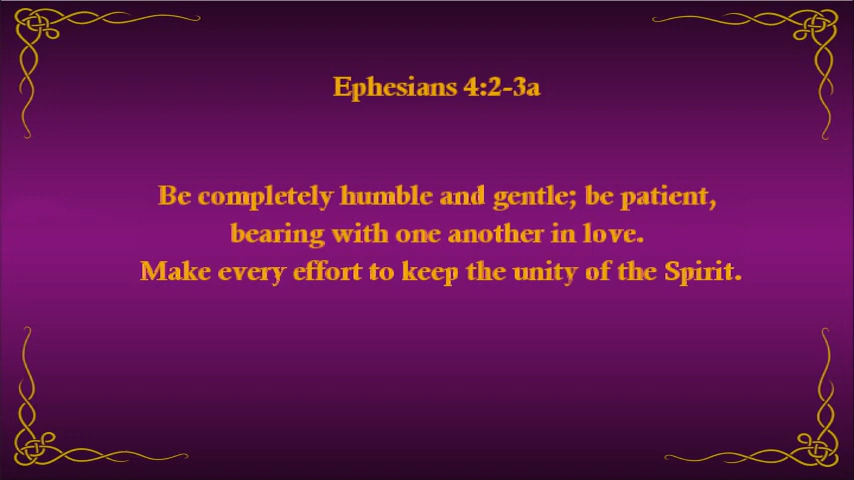 Ephesians 4:2-3a
Be completely humble and gentle; be patient,
bearing with one another in love.
Make every effort to keep the unity of the Spirit.